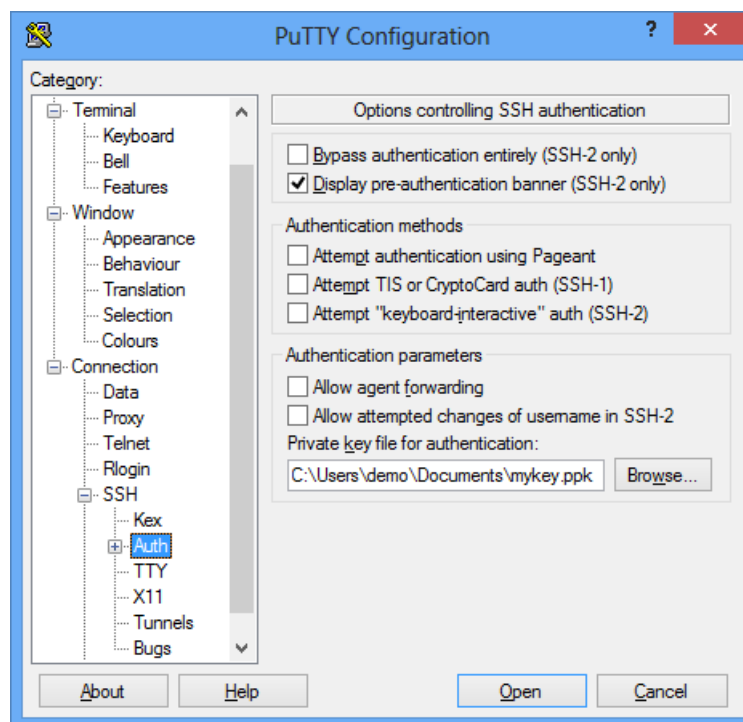 PuTTY Configuration
?
×
Category:
Terminal
Keyboard
Bell
Features
Window
Appearance
Behaviour
Translation
Selection
Colours
Connection
Data
Proxy
Telnet
Rlogin
SSH
Kex
Auth
TTY
X11
Tunnels
Bugs
Options controlling SSH authentication
Bypass authentication entirely (SSH-2 only)
Display pre-authentication banner (SSH-2 only)
Authentication methods
Attempt authentication using Pageant
Attempt TIS or CryptoCard auth (SSH-1)
Attempt "keyboard-interactive" auth (SSH-2)
Authentication parameters
Allow agent forwarding
Allow attempted changes of username in SSH-2
Private key file for authentication:
C:\Users\demo\Documents\mykey.ppk
Browse...
About
Help
Open
Cancel